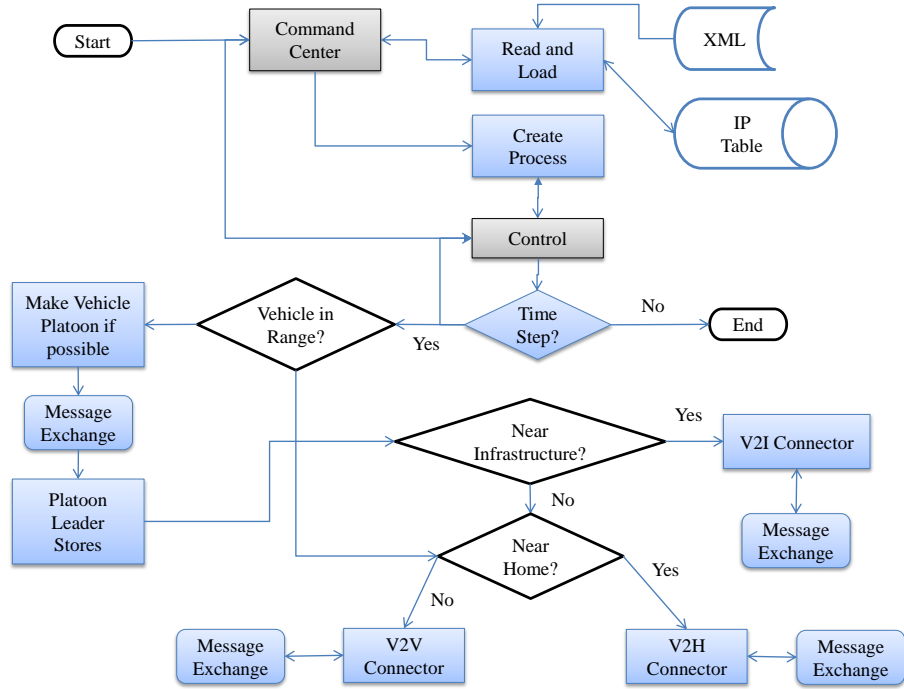 Start
Command
Center
Read and
Load
XML
IP
Table
Create
Process
Control
Make Vehicle
Platoon if
possible
Vehicle in
Range?
Yes
Time
Step?
No
End
Message
Exchange
Near
Infrastructure?
Yes
V2I Connector
Platoon
Leader
Stores
No
Message
Exchange
Near
Home?
Yes
No
Message
Exchange
V2V
Connector
V2H
Connector
Message
Exchange